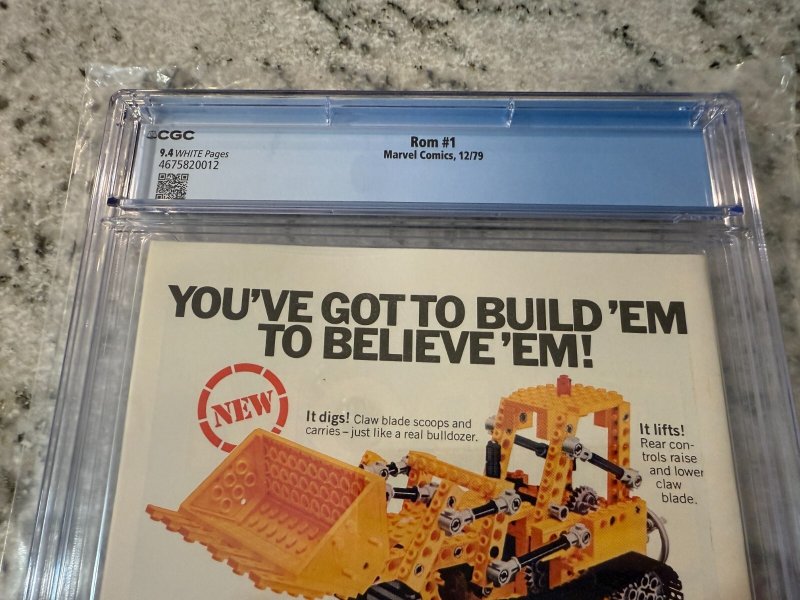 CGC
9.4 WHITE Pages
4675820012
Rom #1
Marvel Comics, 12/79
YOU'VE GOT TO BUILD 'EM
TO BELIEVE 'EM!
NEW
It digs! Claw blade scoops and
carries – just like a real bulldozer.
It lifts!
Rear con-
trols raise
and lower
claw
blade.